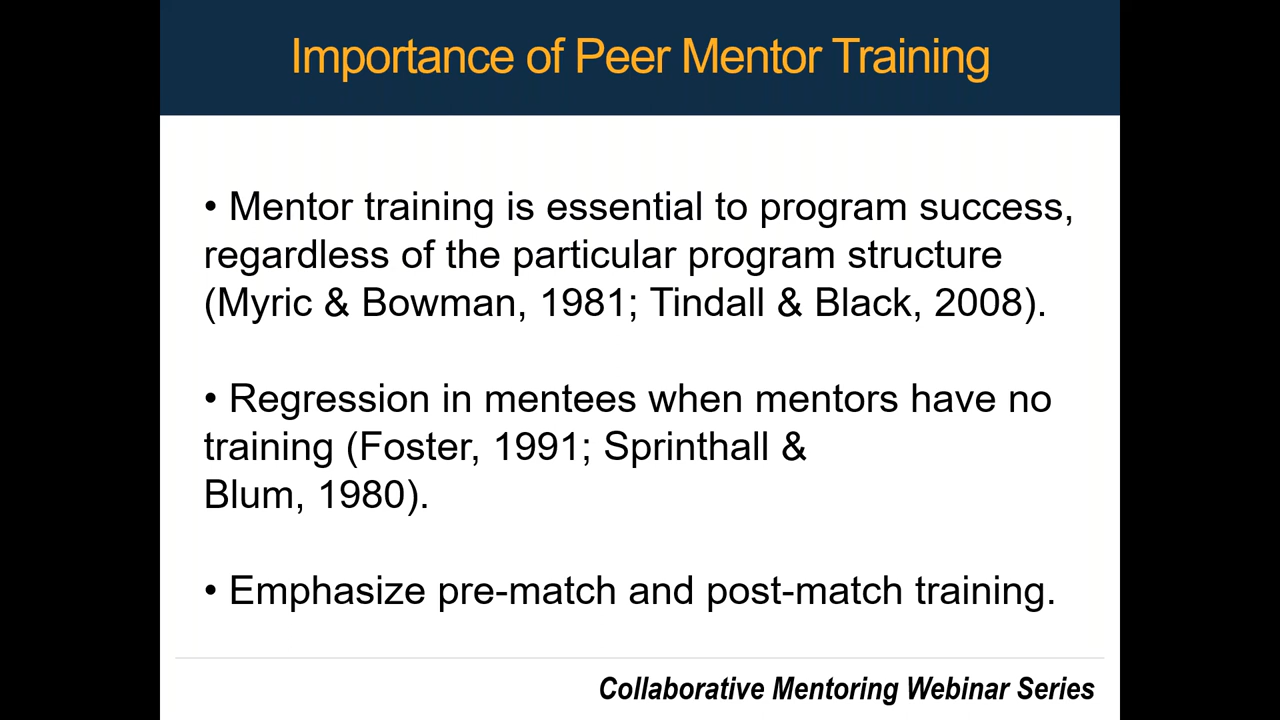 Importance of Peer Mentor Training
• Mentor training is essential to program success,
regardless of the particular program structure
(Myric & Bowman, 1981; Tindall & Black, 2008).
• Regression in mentees when mentors have no
training (Foster, 1991; Sprinthall &
Blum, 1980).
• Emphasize pre-match and post-match training.
Collaborative Mentoring Webinar Series